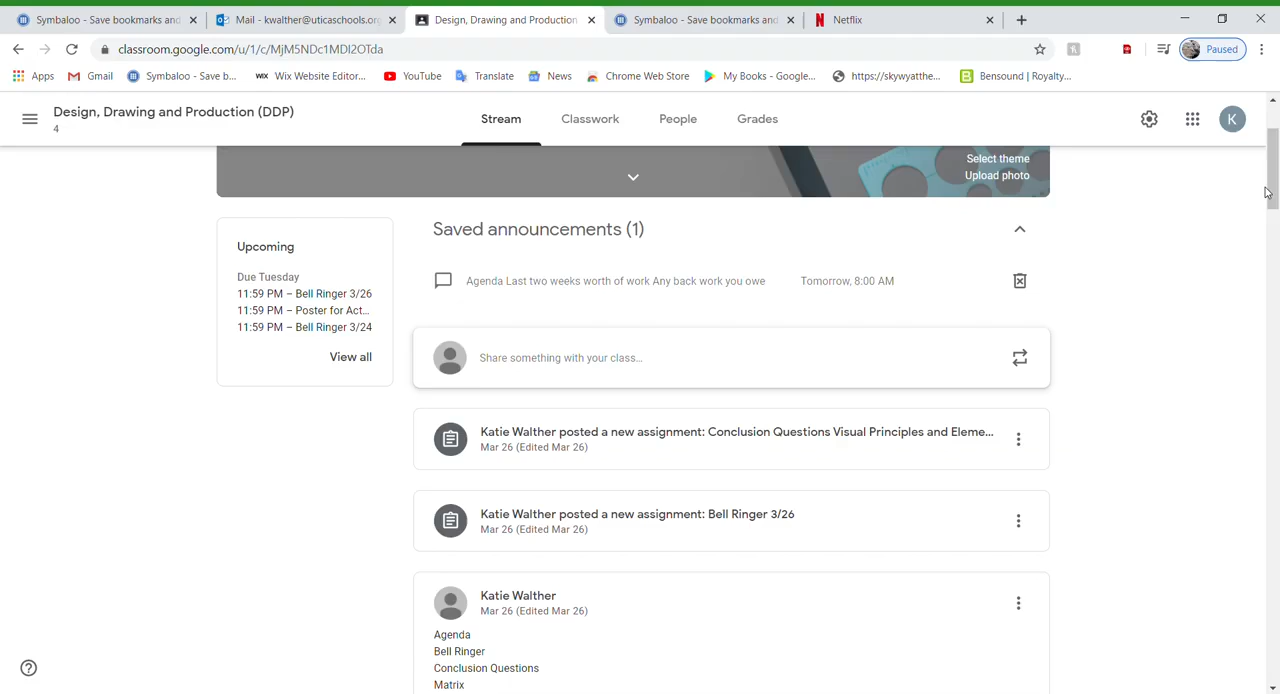 Symbaloo - Save bookmarks and
Mail - kwalther@uticaschools.org
Design, Drawing and Production
Symbaloo - Save bookmarks and
Netflix
classroom.google.com/u/1/c/MjM5NDc1MDI2OTda
Paused
Apps
Gmail
Symbaloo - Save b...
Wix Website Editor...
YouTube
Translate
News
Chrome Web Store
My Books - Google...
https://skywyatthe...
Bensound | Royalty...
Design, Drawing and Production (DDP)
4
Stream
Classwork
People
Grades
K
Select theme
Upload photo
Upcoming
Due Tuesday
11:59 PM – Bell Ringer 3/26
11:59 PM – Poster for Act...
11:59 PM – Bell Ringer 3/24
View all
Saved announcements (1)
Agenda Last two weeks worth of work Any back work you owe
Tomorrow, 8:00 AM
Share something with your class...
Katie Walther posted a new assignment: Conclusion Questions Visual Principles and Eleme...
Mar 26 (Edited Mar 26)
Katie Walther posted a new assignment: Bell Ringer 3/26
Mar 26 (Edited Mar 26)
Katie Walther
Mar 26 (Edited Mar 26)
Agenda
Bell Ringer
Conclusion Questions
Matrix